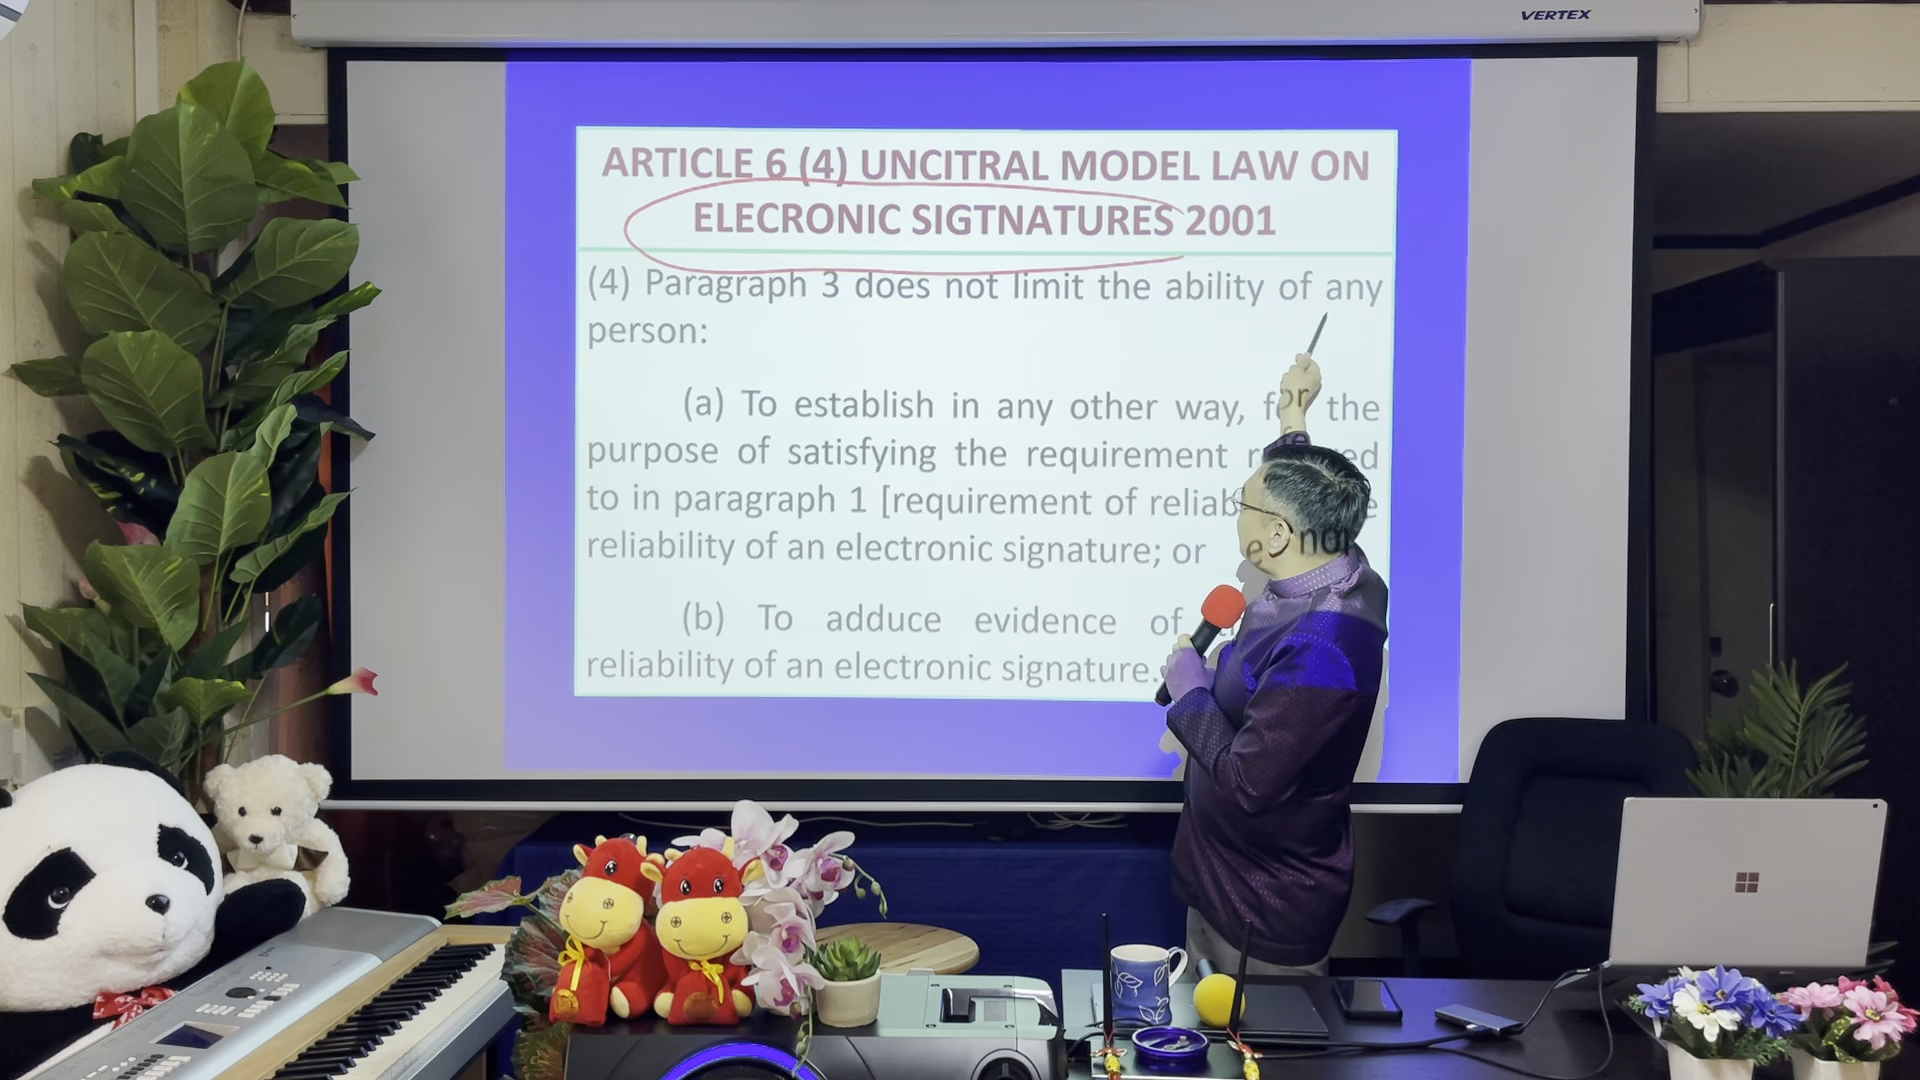 VERTEX
ARTICLE 6 (4) UNCITRAL MODEL LAW ON
ELECRONIC SIGTNATURES 2001
(4) Paragraph 3 does not limit the ability of any
person:
(a) To establish in any other way, for the
purpose of satisfying the requirement
to in paragraph 1 [requirement of
reliability of an electronic signature; or
(b) To adduce evidence of
reliability of an electronic signature.